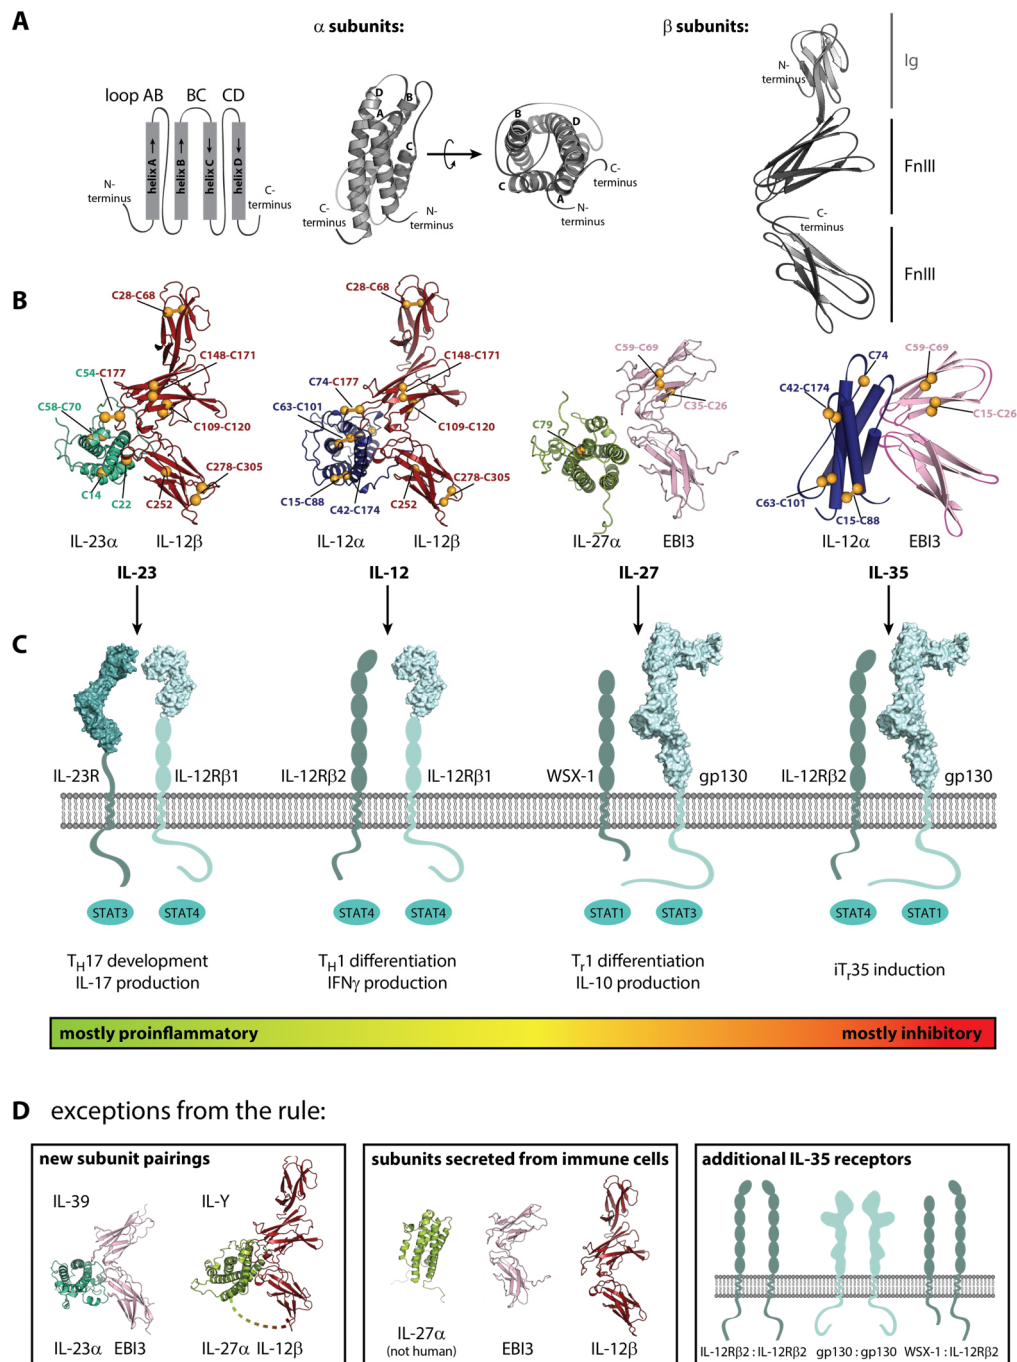 A
α subunits:
β subunits:
loop AB BC CD
helix A
helix B
helix C
helix D
N-
terminus
C-
terminus
D
B
A
C
C-
terminus
N-
terminus
B
D
C
A
C-
terminus
N-
terminus
N-
terminus
C-
terminus
Ig
FnIII
FnIII
B
C28-C68
C148-C171
C54-C177
C58-C70
C109-C120
C278-C305
C14
C22
C252
IL-23α IL-12β
IL-23
C28-C68
C148-C171
C74-C177
C63-C101
C109-C120
C278-C305
C15-C88
C42-C174
C252
IL-12α IL-12β
IL-12
C59-C69
C35-C26
C79
IL-27α EBI3
IL-27
C74
C59-C69
C42-C174
C15-C26
C63-C101
C15-C88
IL-12α EBI3
IL-35
C
IL-23R
IL-12Rβ1
IL-12Rβ2
IL-12Rβ1
WSX-1
gp130
IL-12Rβ2
gp130
STAT3
STAT4
STAT4
STAT4
STAT1
STAT3
STAT4
STAT1
TH17 development
IL-17 production
TH1 differentiation
IFNγ production
Tr1 differentiation
IL-10 production
iTr35 induction
mostly proinflammatory
mostly inhibitory
D exceptions from the rule:
new subunit pairings
IL-39
IL-Y
IL-23α EBI3
IL-27α IL-12β
subunits secreted from immune cells
IL-27α
(not human)
EBI3
IL-12β
additional IL-35 receptors
IL-12Rβ2 : IL-12Rβ2
gp130 : gp130
WSX-1 : IL-12Rβ2